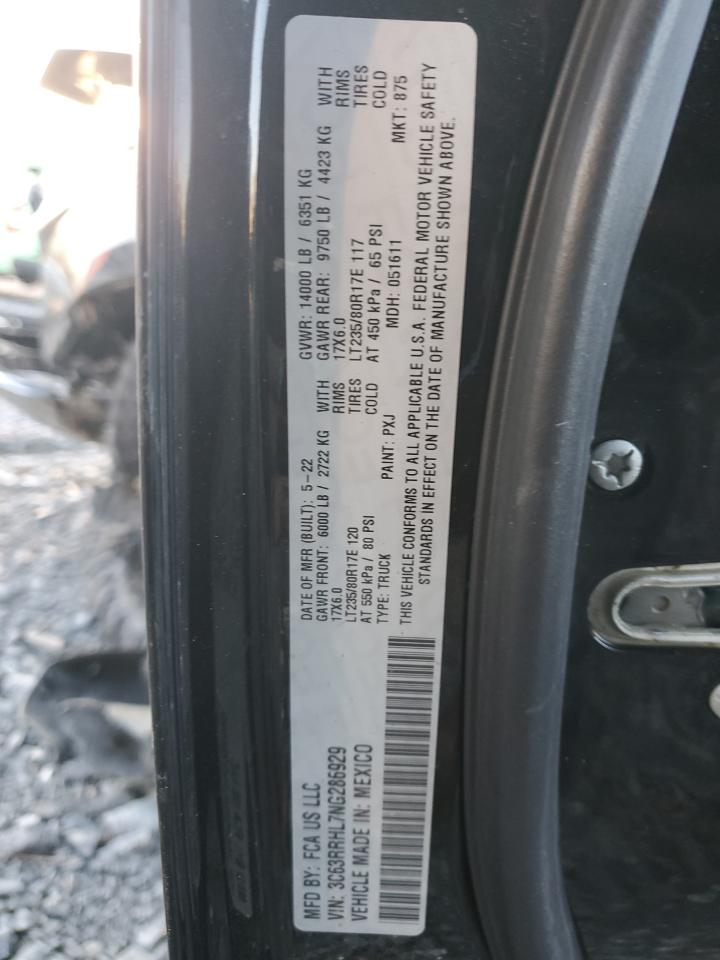 MFD BY: FCA US LLC
DATE OF MFR (BUILT): 5-22
GVWR: 14000 LB / 6351 KG
VIN: 3C63RRHL7NG286929
GAWR FRONT: 6000 LB / 2722 KG WITH
GAWR REAR: 9750 LB / 4423 KG WITH
VEHICLE MADE IN: MEXICO
17X6.0 RIMS
17X6.0 RIMS
LT235/80R17E 120 TIRES
LT235/80R17E 117 TIRES
AT 550 kPa / 80 PSI COLD
AT 450 kPa / 65 PSI COLD
TYPE: TRUCK PAINT: PXJ MDH: 051611 MKT: 875
THIS VEHICLE CONFORMS TO ALL APPLICABLE U.S.A. FEDERAL MOTOR VEHICLE SAFETY
STANDARDS IN EFFECT ON THE DATE OF MANUFACTURE SHOWN ABOVE.